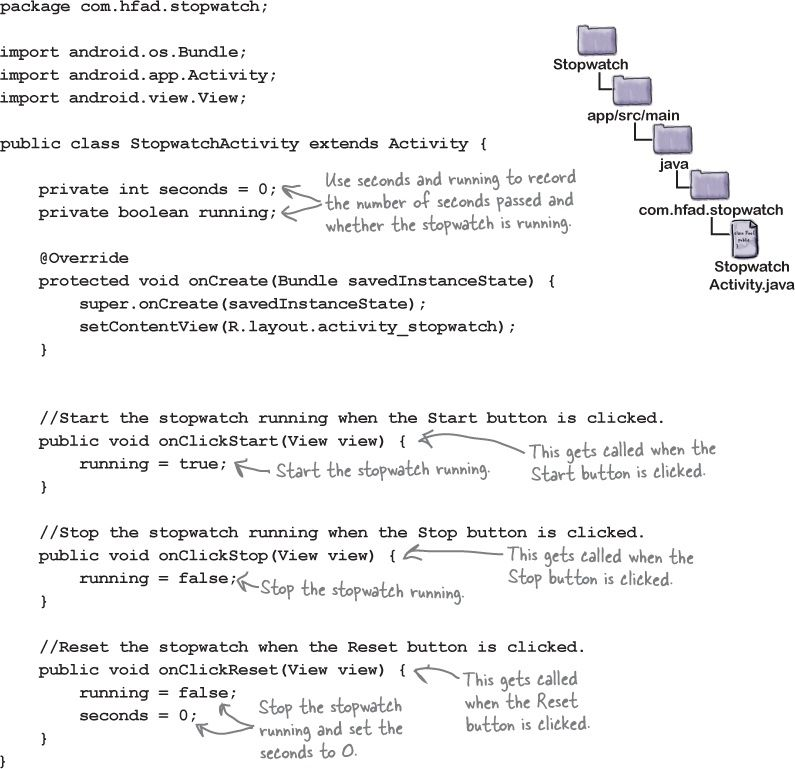 package com.hfad.stopwatch;
import android.os.Bundle;
import android.app.Activity;
import android.view.View;
public class StopwatchActivity extends Activity {
private int seconds = 0;
private boolean running;
Use seconds and running to record
the number of seconds passed and
whether the stopwatch is running.
@Override
protected void onCreate(Bundle savedInstanceState) {
super.onCreate(savedInstanceState);
setContentView(R.layout.activity_stopwatch);
}
//Start the stopwatch running when the Start button is clicked.
public void onClickStart(View view) {
This gets called when the
Start button is clicked.
running = true;
Start the stopwatch running.
}
//Stop the stopwatch running when the Stop button is clicked.
public void onClickStop(View view) {
This gets called when the
Stop button is clicked.
running = false;
Stop the stopwatch running.
}
//Reset the stopwatch when the Reset button is clicked.
public void onClickReset(View view) {
This gets called
when the Reset
button is clicked.
running = false;
seconds = 0;
Stop the stopwatch
running and set the
seconds to 0.
}
}
Stopwatch
app/src/main
java
com.hfad.stopwatch
Stopwatch
Activity.java